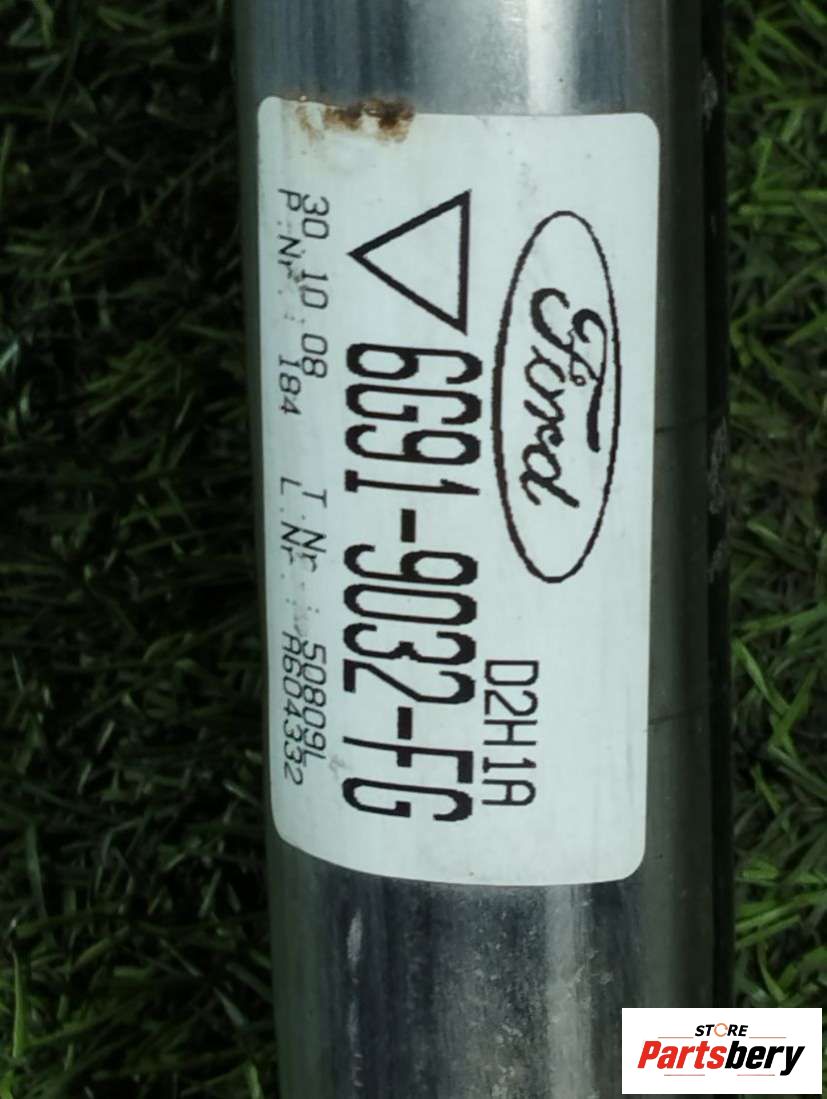 Ford
D2H1A
6G91-9032-FG
30.10.08 T.Nr.: 50809L
P.Nr.: 184 L.Nr.: A604332
STORE
Partsbery